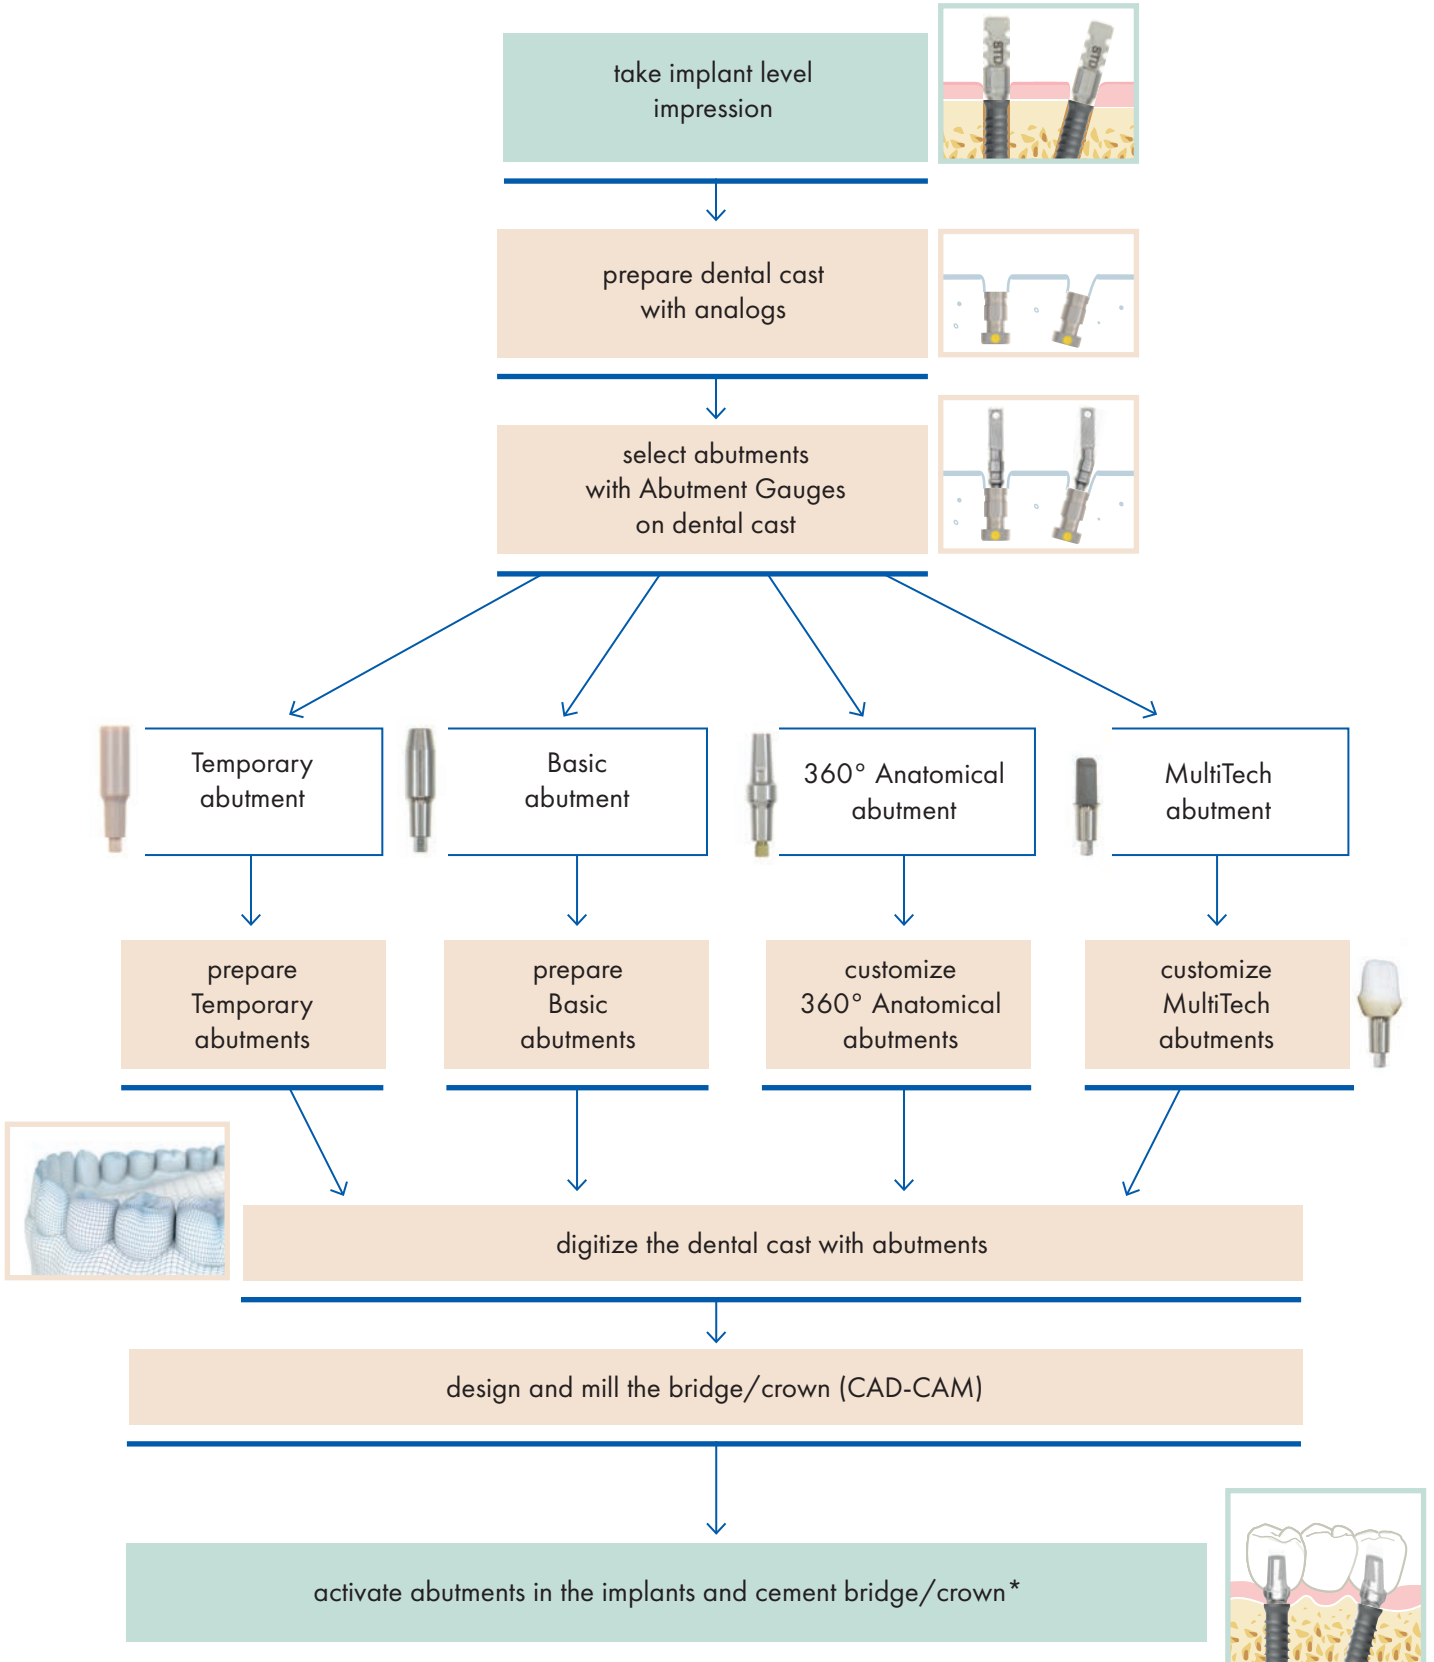 take implant level
impression
STD
STD
prepare dental cast
with analogs
select abutments
with Abutment Gauges
on dental cast
Temporary
abutment
Basic
abutment
360° Anatomical
abutment
MultiTech
abutment
prepare
Temporary
abutments
prepare
Basic
abutments
customize
360° Anatomical
abutments
customize
MultiTech
abutments
digitize the dental cast with abutments
design and mill the bridge/crown (CAD-CAM)
activate abutments in the implants and cement bridge/crown*